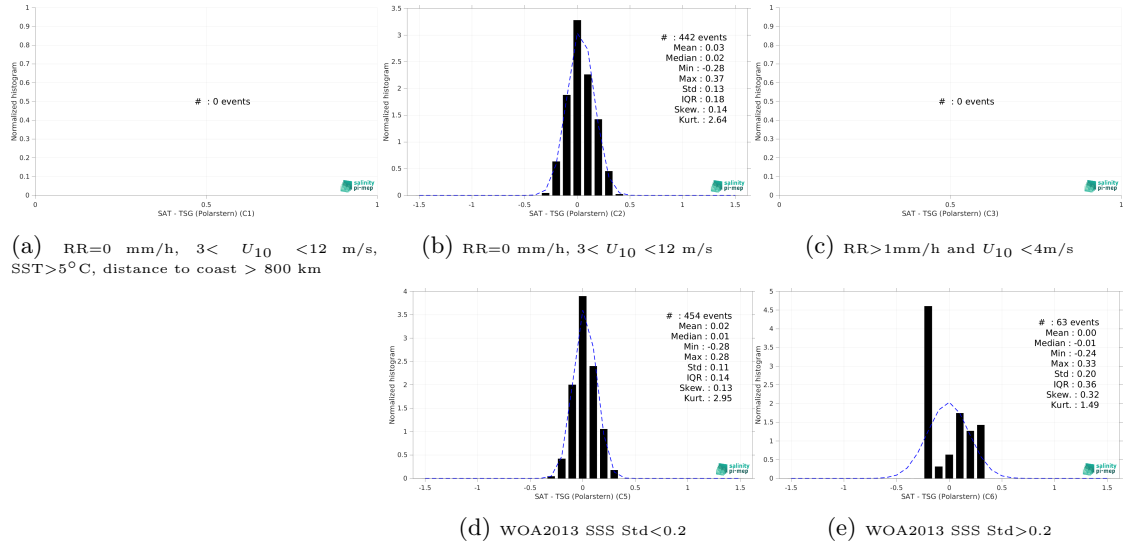 Normalized histogram
1
0.9
0.8
0.7
0.6
0.5
0.4
0.3
0.2
0.1
0
# : 0 events
0 0.5 1
SAT - TSG (Polarstern) (C1)
salinity
pi-mep
(a) RR=0 mm/h, 3< U10 <12 m/s,
SST>5°C, distance to coast > 800 km
Normalized histogram
3.5
3
2.5
2
1.5
1
0.5
0
# : 442 events
Mean : 0.03
Median : 0.02
Min : -0.28
Max : 0.37
Std : 0.13
IQR : 0.18
Skew. : 0.14
Kurt. : 2.64
-1.5 -1 -0.5 0 0.5 1 1.5
SAT - TSG (Polarstern) (C2)
salinity
pi-mep
(b) RR=0 mm/h, 3< U10 <12 m/s
Normalized histogram
1
0.9
0.8
0.7
0.6
0.5
0.4
0.3
0.2
0.1
0
# : 0 events
0 0.5 1
SAT - TSG (Polarstern) (C3)
salinity
pi-mep
(c) RR>1mm/h and U10 <4m/s
Normalized histogram
4
3.5
3
2.5
2
1.5
1
0.5
0
# : 454 events
Mean : 0.02
Median : 0.01
Min : -0.28
Max : 0.28
Std : 0.11
IQR : 0.14
Skew. : 0.13
Kurt. : 2.95
-1.5 -1 -0.5 0 0.5 1 1.5
SAT - TSG (Polarstern) (C5)
salinity
pi-mep
(d) WOA2013 SSS Std<0.2
Normalized histogram
5
4.5
4
3.5
3
2.5
2
1.5
1
0.5
0
# : 63 events
Mean : 0.00
Median : -0.01
Min : -0.24
Max : 0.33
Std : 0.20
IQR : 0.36
Skew. : 0.32
Kurt. : 1.49
-1.5 -1 -0.5 0 0.5 1 1.5
SAT - TSG (Polarstern) (C6)
salinity
pi-mep
(e) WOA2013 SSS Std>0.2